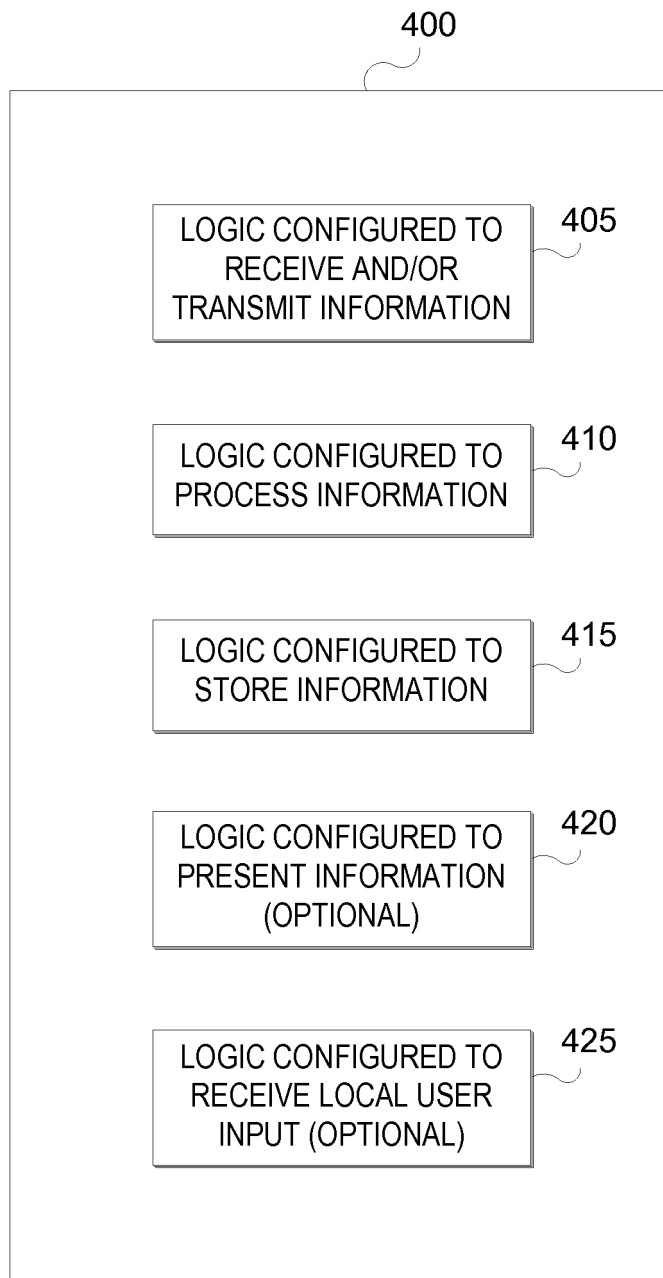 400
LOGIC CONFIGURED TO
RECEIVE AND/OR
TRANSMIT INFORMATION
405
LOGIC CONFIGURED TO
PROCESS INFORMATION
410
LOGIC CONFIGURED TO
STORE INFORMATION
415
LOGIC CONFIGURED TO
PRESENT INFORMATION
(OPTIONAL)
420
LOGIC CONFIGURED TO
RECEIVE LOCAL USER
INPUT (OPTIONAL)
425